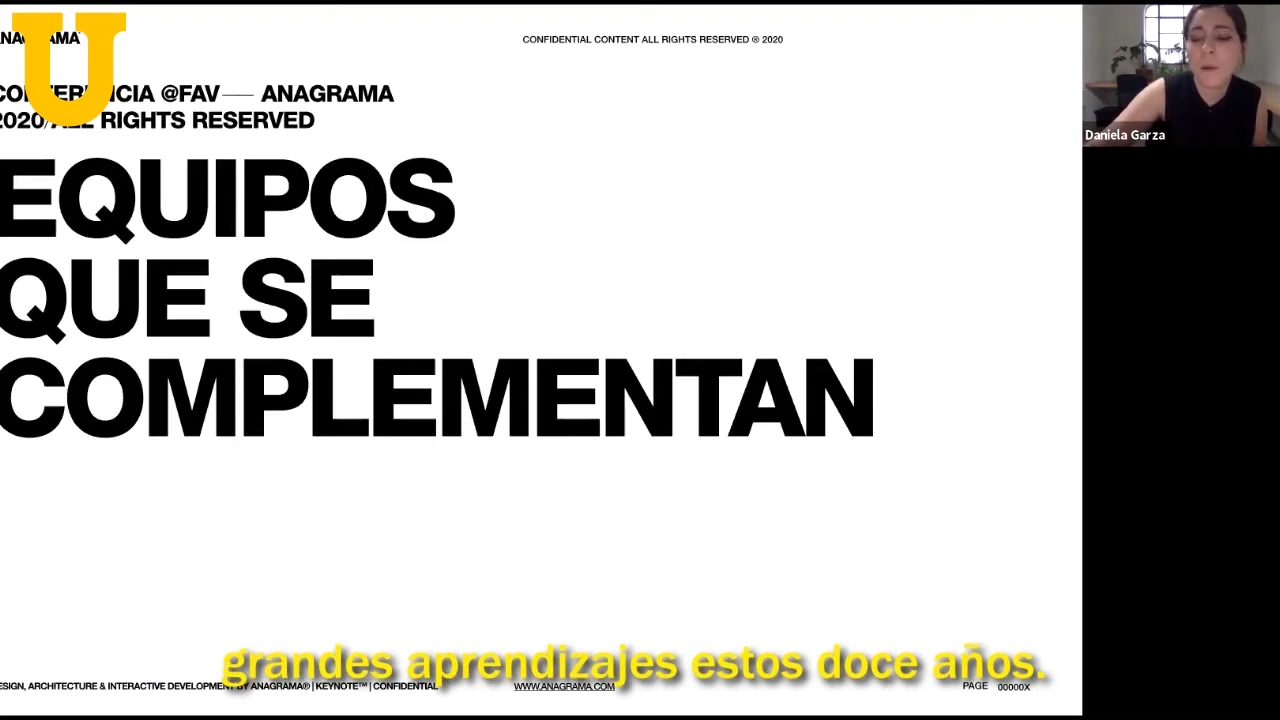 U
CONFIDENTIAL CONTENT ALL RIGHTS RESERVED ® 2020
@FAV — ANAGRAMA
2020/ALL RIGHTS RESERVED
EQUIPOS
QUE SE
COMPLEMENTAN
Daniela Garza
grandes aprendizajes estos doce años.
ESIGN, ARCHITECTURE & INTERACTIVE DEVELOPMENT BY ANAGRAMA® | KEYNOTE™ | CONFIDENTIAL
WWW.ANAGRAMA.COM
PAGE 00000X